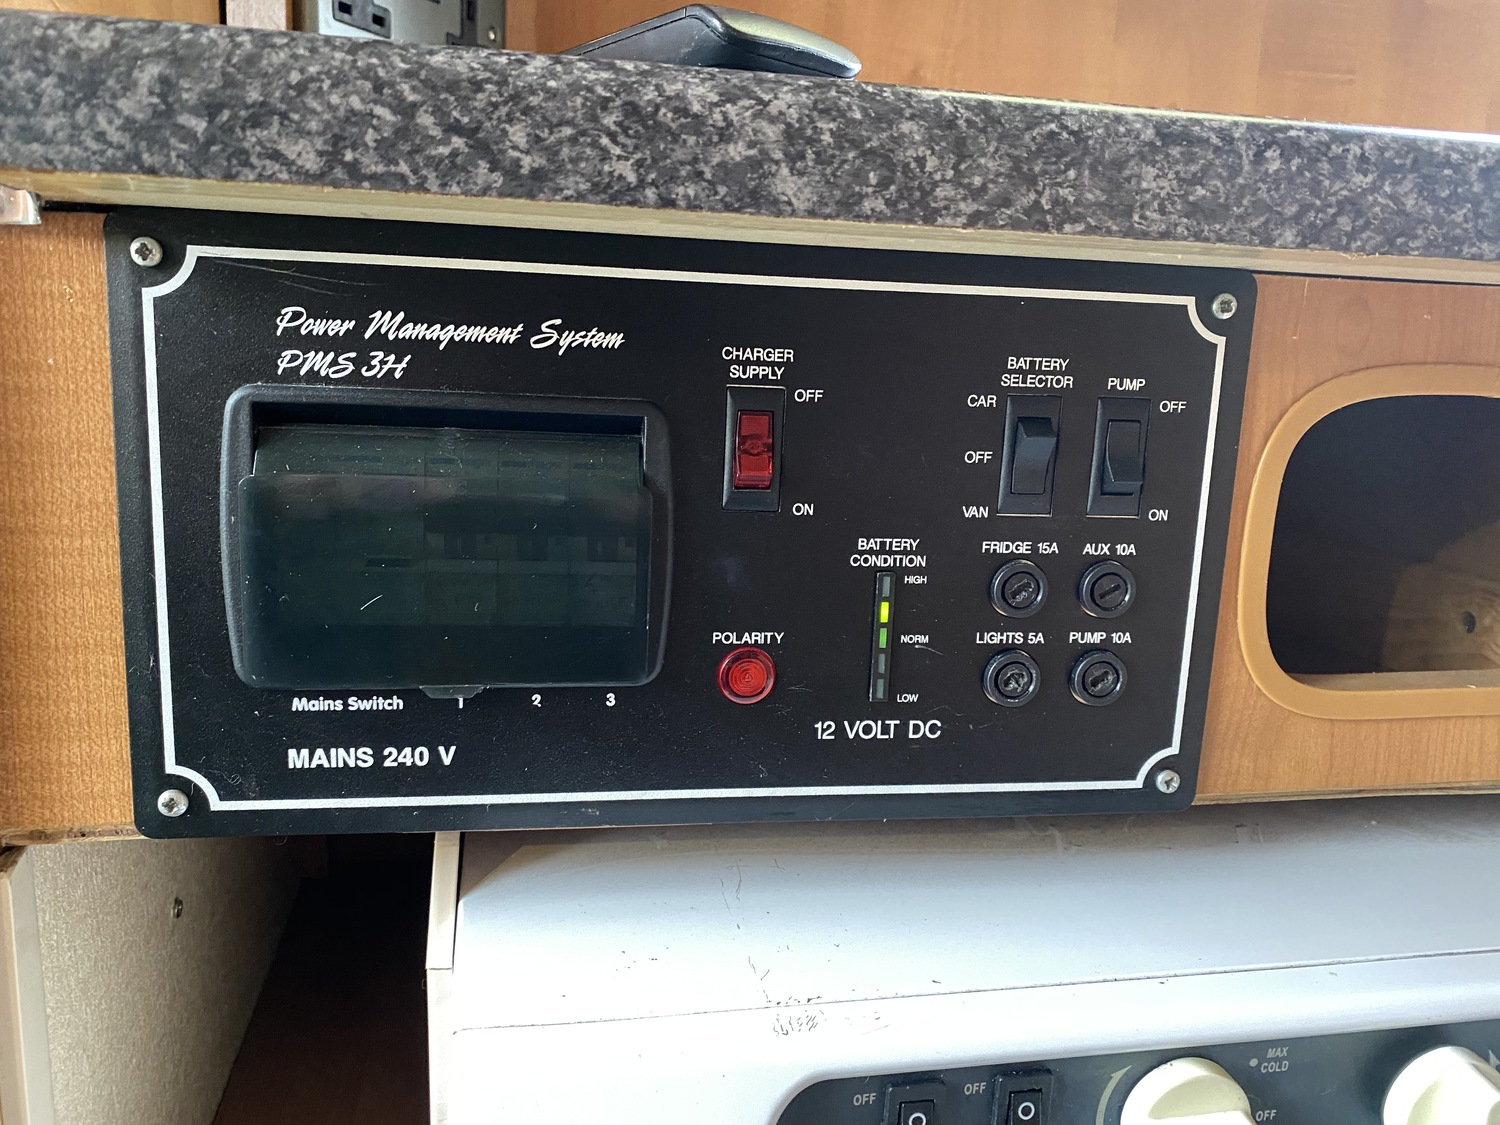 Power Management System
PMS 3H
Mains Switch
1
2
3
MAINS 240 V
CHARGER
SUPPLY
OFF
ON
POLARITY
BATTERY
CONDITION
HIGH
NORM
LOW
12 VOLT DC
BATTERY
SELECTOR
CAR
OFF
VAN
PUMP
OFF
ON
FRIDGE 15A
AUX 10A
LIGHTS 5A
PUMP 10A
OFF
OFF
MAX
COLD
OFF